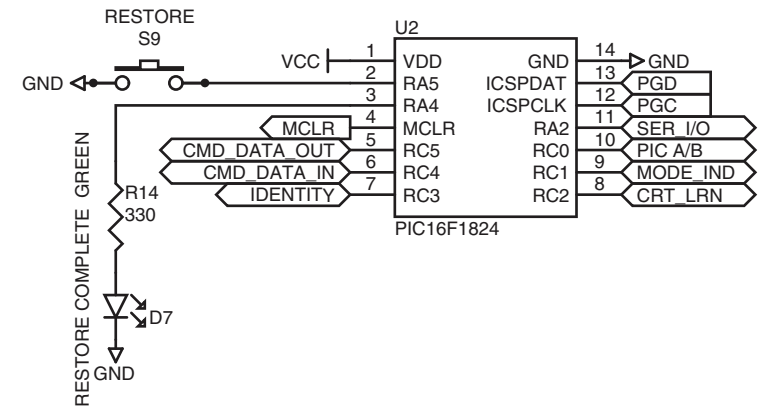 RESTORE
S9
GND
U2
VCC
1
2
3
4
5
6
7
VDD
RA5
RA4
MCLR
RC5
RC4
RC3
GND
ICSPDAT
ICSPCLK
RA2
RC0
RC1
RC2
14
13
12
11
10
9
8
GND
PGD
PGC
SER_I/O
PIC A/B
MODE_IND
CRT_LRN
MCLR
CMD_DATA_OUT
CMD_DATA_IN
IDENTITY
PIC16F1824
RESTORE COMPLETE GREEN
R14
330
D7
GND